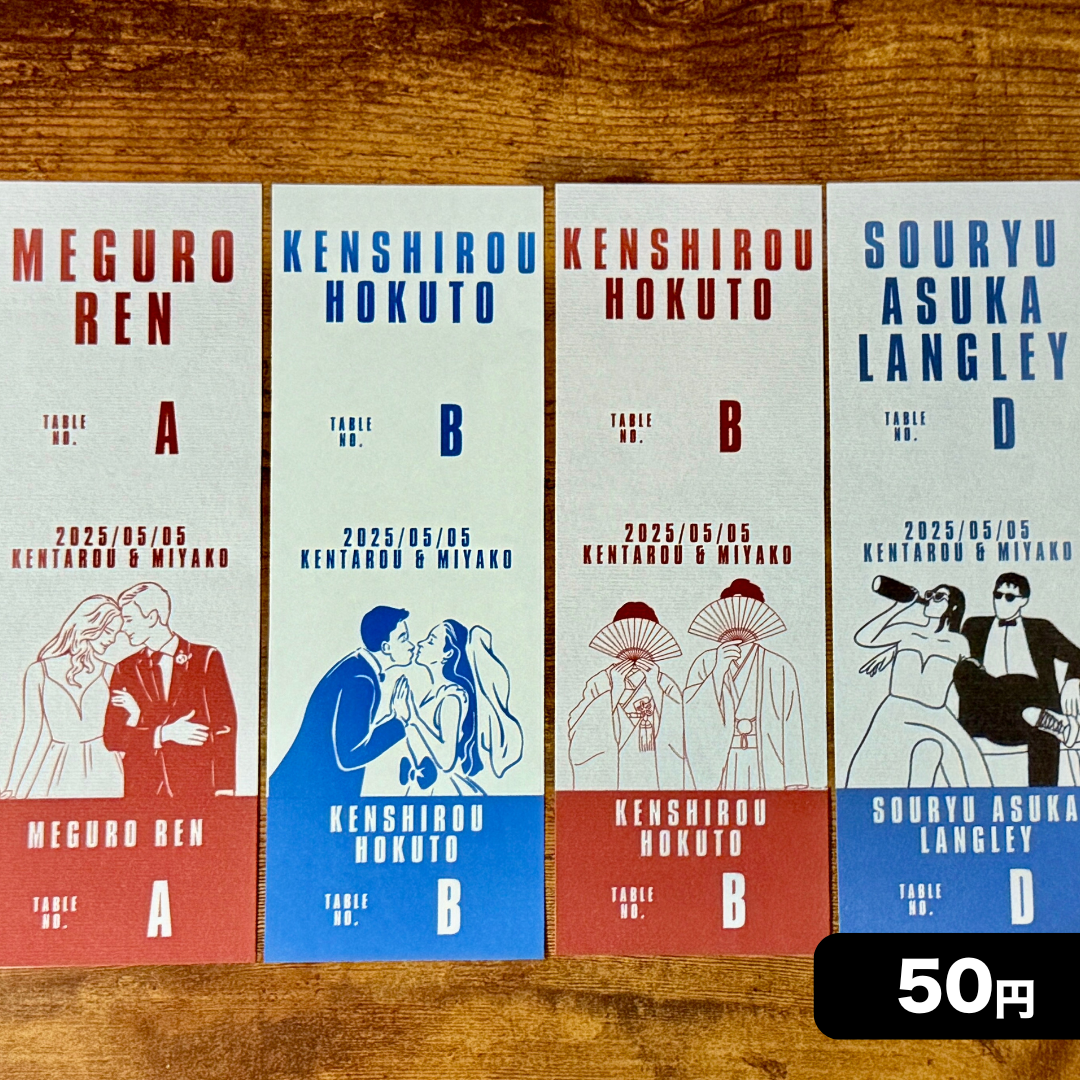 MEGURO
REN
TABLE
NO.
A
2025/05/05
KENTAROU & MIYAKO
MEGURO REN
TABLE
NO.
A
KENSHIROU
HOKUTO
TABLE
NO.
B
2025/05/05
KENTAROU & MIYAKO
KENSHIROU
HOKUTO
TABLE
NO.
B
KENSHIROU
HOKUTO
TABLE
NO.
B
2025/05/05
KENTAROU & MIYAKO
KENSHIROU
HOKUTO
TABLE
NO.
B
SOURYU
ASUKA
LANGLEY
TABLE
NO.
D
2025/05/05
KENTAROU & MIYAKO
SOURYU ASUKA
LANGLEY
TABLE
NO.
D
50円